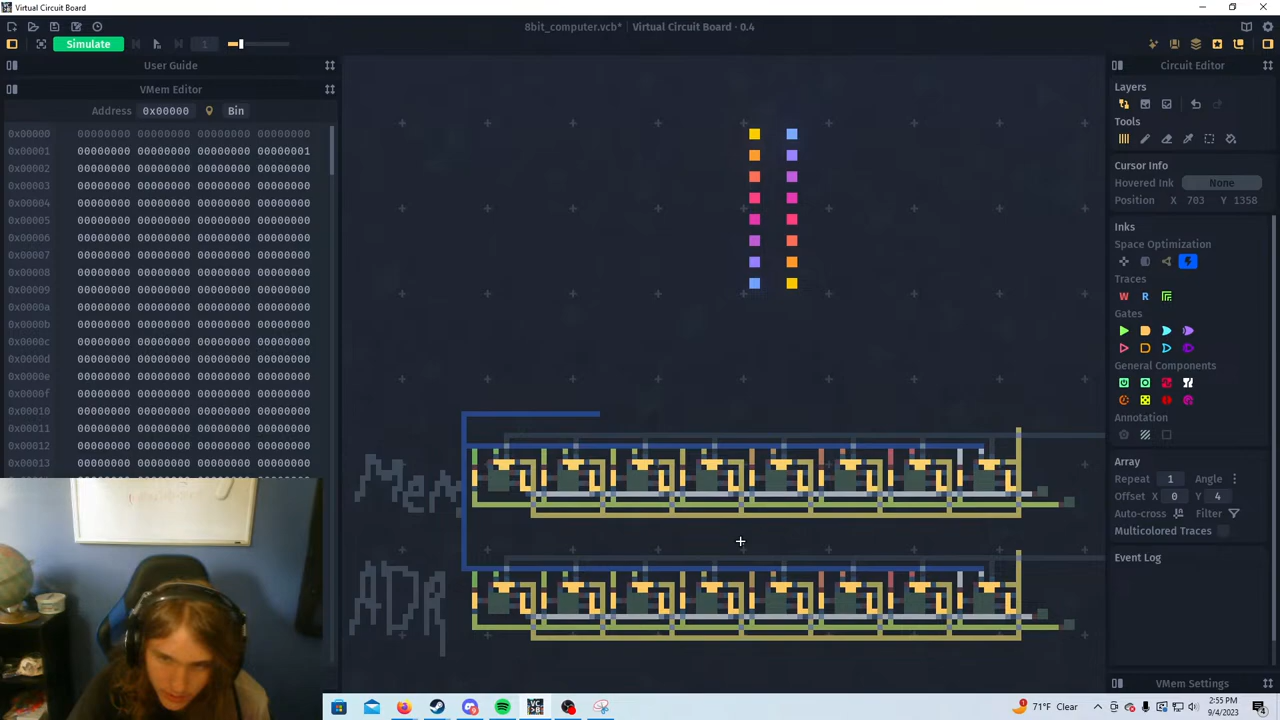 Virtual Circuit Board
8bit_computer.vcb* Virtual Circuit Board · 0.4
Simulate 1
User Guide
VMem Editor
Address 0x00000 Bin
0x00000 00000000 00000000 00000000 00000000
0x00001 00000000 00000000 00000000 00000001
0x00002 00000000 00000000 00000000 00000000
0x00003 00000000 00000000 00000000 00000000
0x00004 00000000 00000000 00000000 00000000
0x00005 00000000 00000000 00000000 00000000
0x00006 00000000 00000000 00000000 00000000
0x00007 00000000 00000000 00000000 00000000
0x00008 00000000 00000000 00000000 00000000
0x00009 00000000 00000000 00000000 00000000
0x0000a 00000000 00000000 00000000 00000000
0x0000b 00000000 00000000 00000000 00000000
0x0000c 00000000 00000000 00000000 00000000
0x0000d 00000000 00000000 00000000 00000000
0x0000e 00000000 00000000 00000000 00000000
0x0000f 00000000 00000000 00000000 00000000
0x00010 00000000 00000000 00000000 00000000
0x00011 00000000 00000000 00000000 00000000
0x00012 00000000 00000000 00000000 00000000
0x00013 00000000 00000000 00000000 00000000
Mem
ADR
Circuit Editor
Layers
Tools
Cursor Info
Hovered Ink None
Position X 703 Y 1358
Inks
Space Optimization
Traces
W R
Gates
General Components
Annotation
Array
Repeat 1 Angle
Offset X 0 Y 4
Auto-cross Filter
Multicolored Traces
Event Log
VMem Settings
VC
>B
71°F Clear
2:55 PM
9/4/2023
4